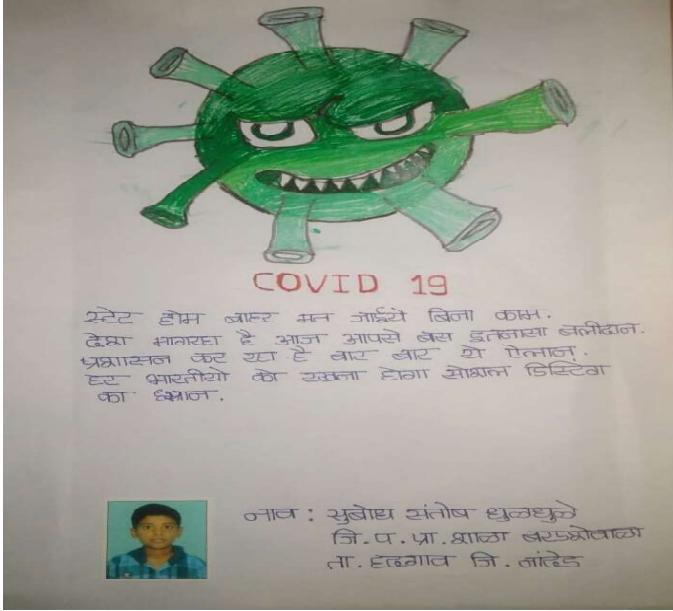 COVID 19
स्टेट होम बाहर मत जाईये बिना काम.
देश मागरहा है आज आपसे बस इतनासा बलीदान.
प्रशासन कर रहा है बार बार ये ऐलान.
हर भारतीयो को रखना होगा सोशल डिस्टिंग
का ध्यान.
नाव : सुबोध संतोष धुळधुळे
जि.प.प्रा.शाळा बरडशेवाळा
ता. हदगाव जि. नांदेड